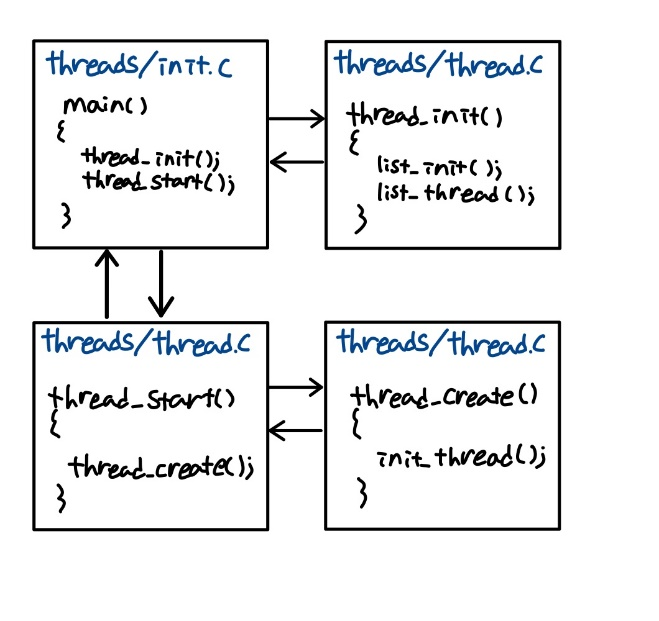 threads/init.c
main()
{
thread_init();
thread_start();
}
threads/thread.c
thread_init()
{
list_init();
list_thread();
}
threads/thread.c
thread_start()
{
thread_create();
}
threads/thread.c
thread_create()
{
init_thread();
}